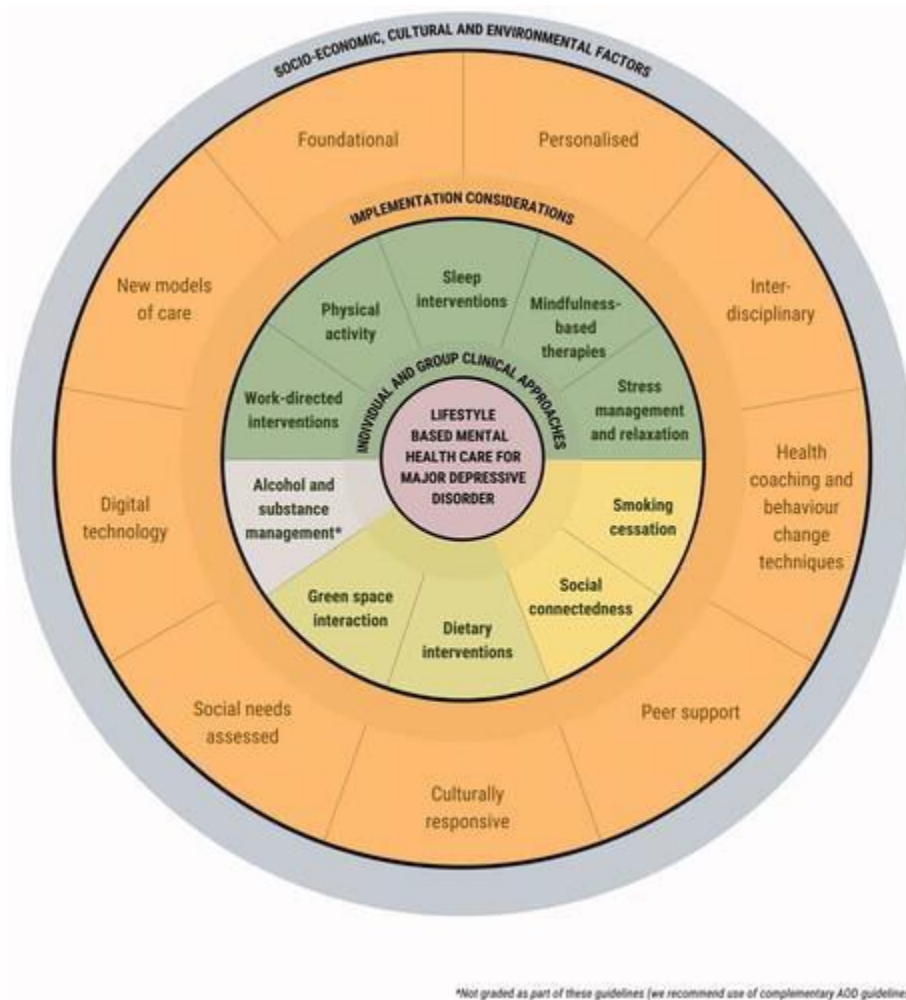 SOCIO-ECONOMIC, CULTURAL AND ENVIRONMENTAL FACTORS
Foundational
Personalised
IMPLEMENTATION CONSIDERATIONS
New models
of care
Inter-
disciplinary
Sleep
interventions
Physical
activity
Mindfulness-
based
therapies
Work-directed
interventions
Stress
management
and relaxation
INDIVIDUAL AND GROUP CLINICAL APPROACHES
LIFESTYLE
BASED MENTAL
HEALTH CARE FOR
MAJOR DEPRESSIVE
DISORDER
Digital
technology
Health
coaching and
behaviour
change
techniques
Alcohol and
substance
management*
Smoking
cessation
Green space
interaction
Dietary
interventions
Social
connectedness
Social needs
assessed
Culturally
responsive
Peer support
*Not graded as part of these guidelines [we recommend use of complementary AOD guideline